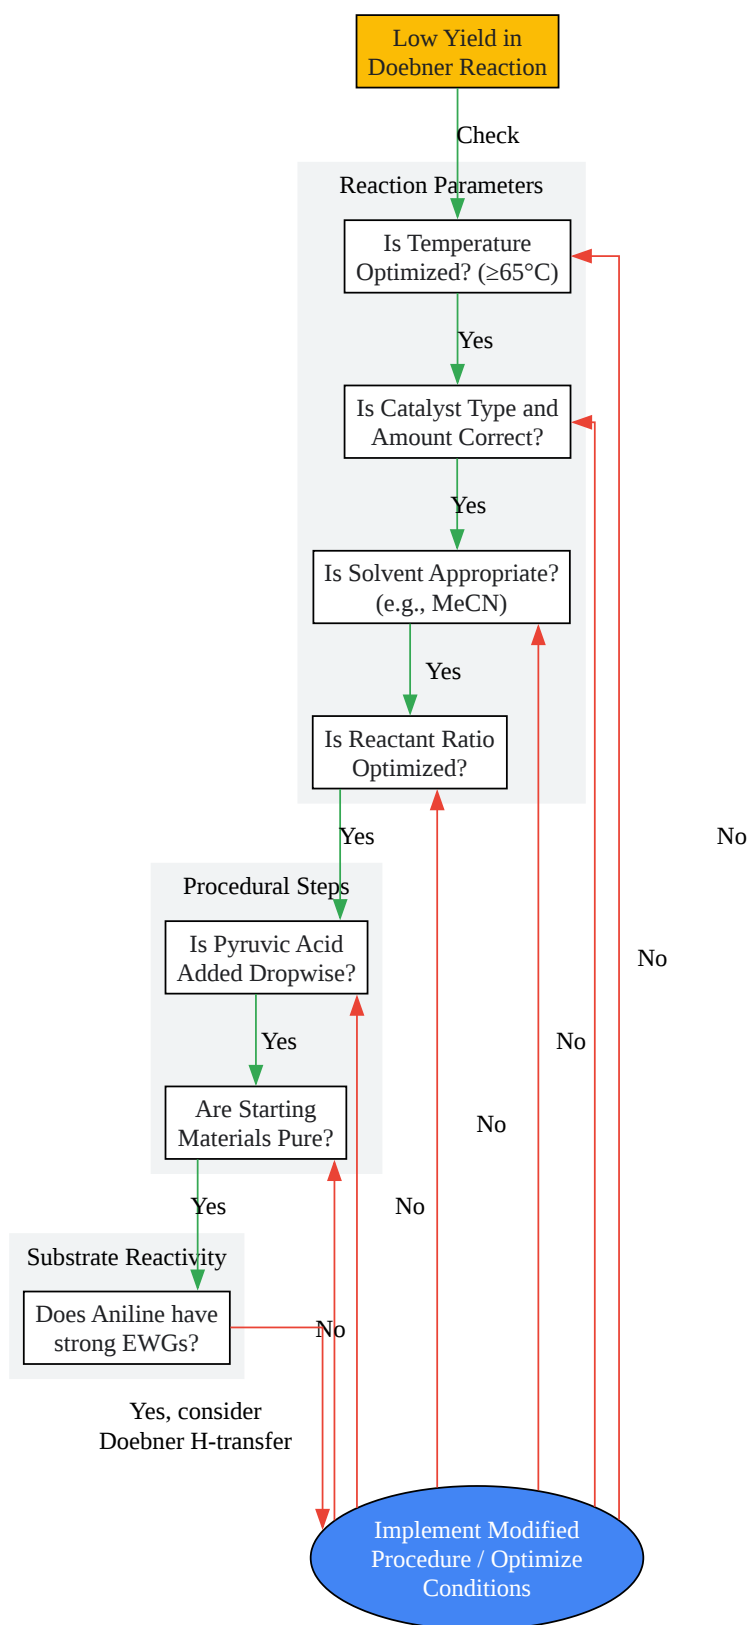 Low Yield in
Doebner Reaction
Check
Reaction Parameters
Is Temperature
Optimized? (≥65°C)
Yes
Is Catalyst Type and
Amount Correct?
Yes
Is Solvent Appropriate?
(e.g., MeCN)
Yes
Is Reactant Ratio
Optimized?
Yes
No
Procedural Steps
Is Pyruvic Acid
Added Dropwise?
No
Yes
No
Are Starting
Materials Pure?
No
Yes
No
Substrate Reactivity
Does Aniline have
strong EWGs?
No
Yes, consider
Doebner H-transfer
Implement Modified
Procedure / Optimize
Conditions